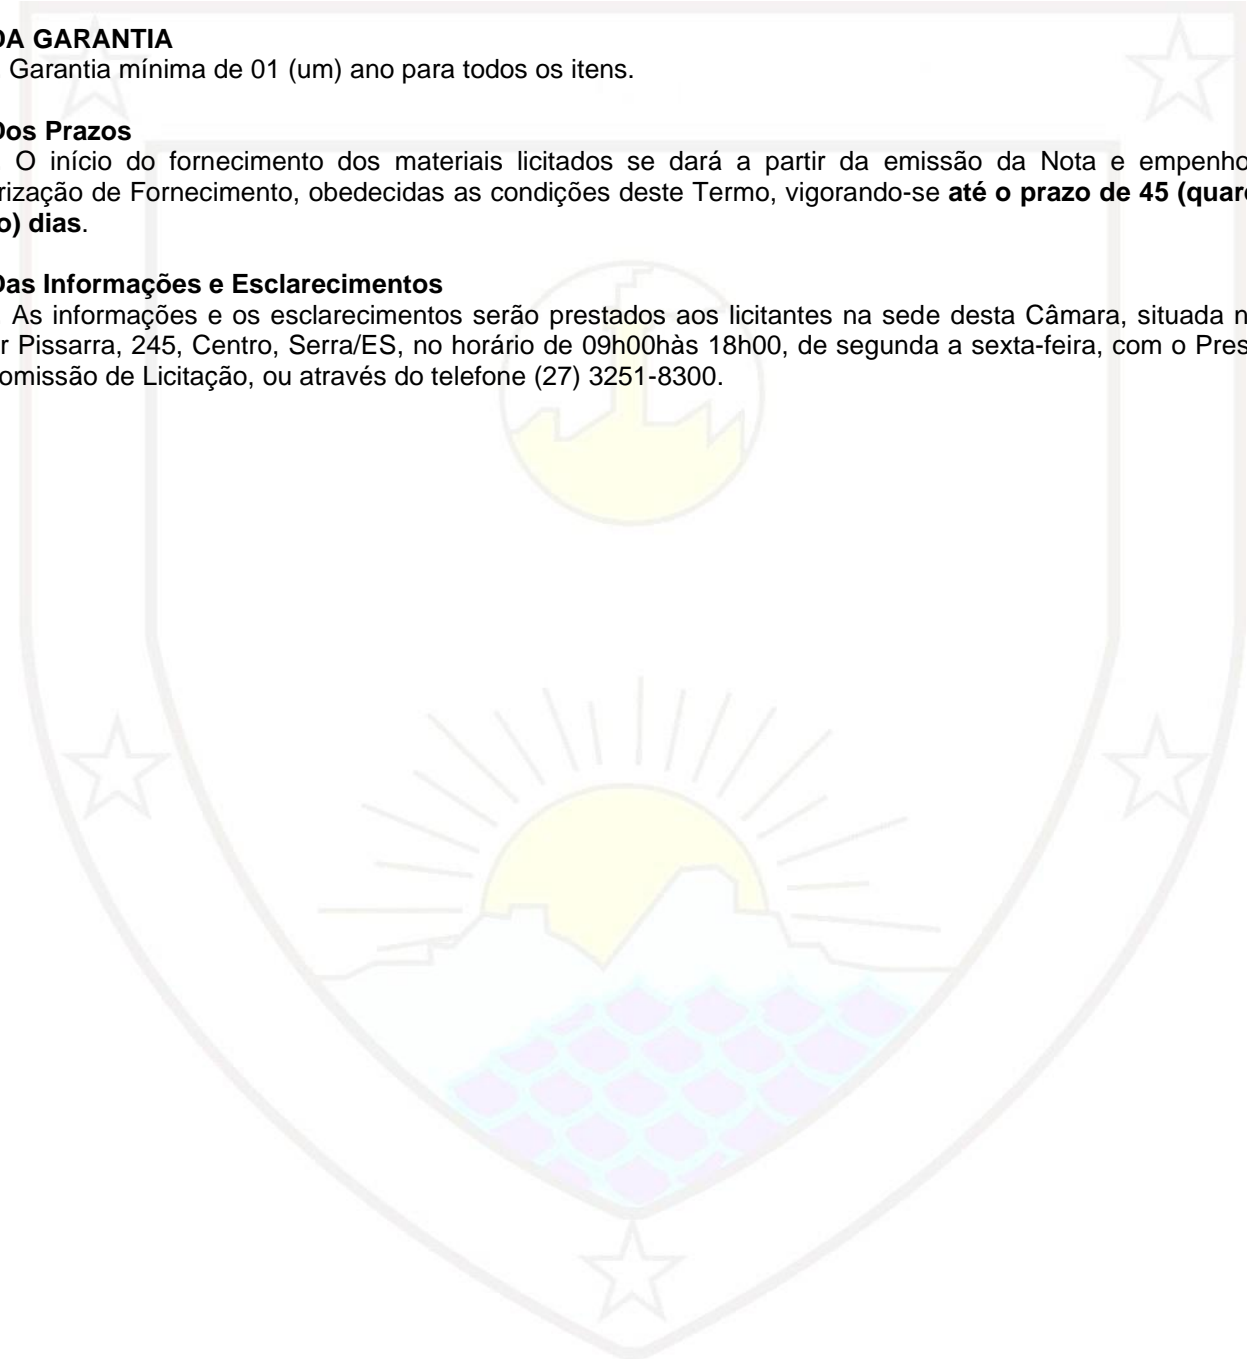 DA GARANTIA
Garantia mínima de 01 (um) ano para todos os itens.
Dos Prazos
O início do fornecimento dos materiais licitados se dará a partir da emissão da Nota e empenho
rização de Fornecimento, obedecidas as condições deste Termo, vigorando-se até o prazo de 45 (quare
o) dias.
Das Informações e Esclarecimentos
As informações e os esclarecimentos serão prestados aos licitantes na sede desta Câmara, situada n
r Pissarra, 245, Centro, Serra/ES, no horário de 09h00hàs 18h00, de segunda a sexta-feira, com o Pres
omissão de Licitação, ou através do telefone (27) 3251-8300.